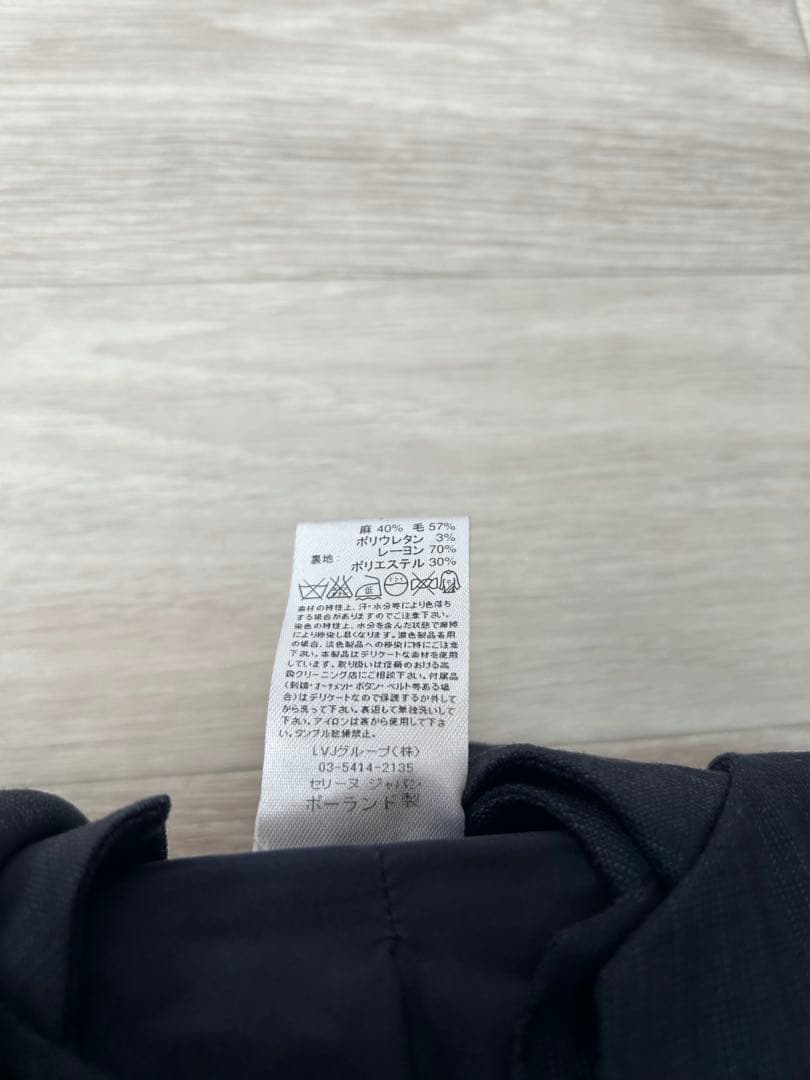 麻 40% 毛 57%
ポリウレタン 3%
裏地: レーヨン 70%
ポリエステル 30%
素材の特性上、汗・水分等により色落ち
する場合がありますのでご注意下さい。
染色の特性上、水分を含んだ状態で摩擦
により移染し易くなります。濃色製品着用
の場合、淡色製品への移染に特にご注意
下さい。本製品はデリケートな素材を使用
しています。取り扱いは信頼のおける高
級クリーニング店にご相談下さい。付属品
(刺繍・オーナメント ボタン・ベルト等ある場
合)はデリケートなので保護するか外して
から洗って下さい。裏返して単独洗いして
下さい。アイロンは裏から使用して下さ
い。タンブル乾燥禁止。
LVJグループ(株)
03-5414-2135
セリーヌ ジャパン
ポーランド製